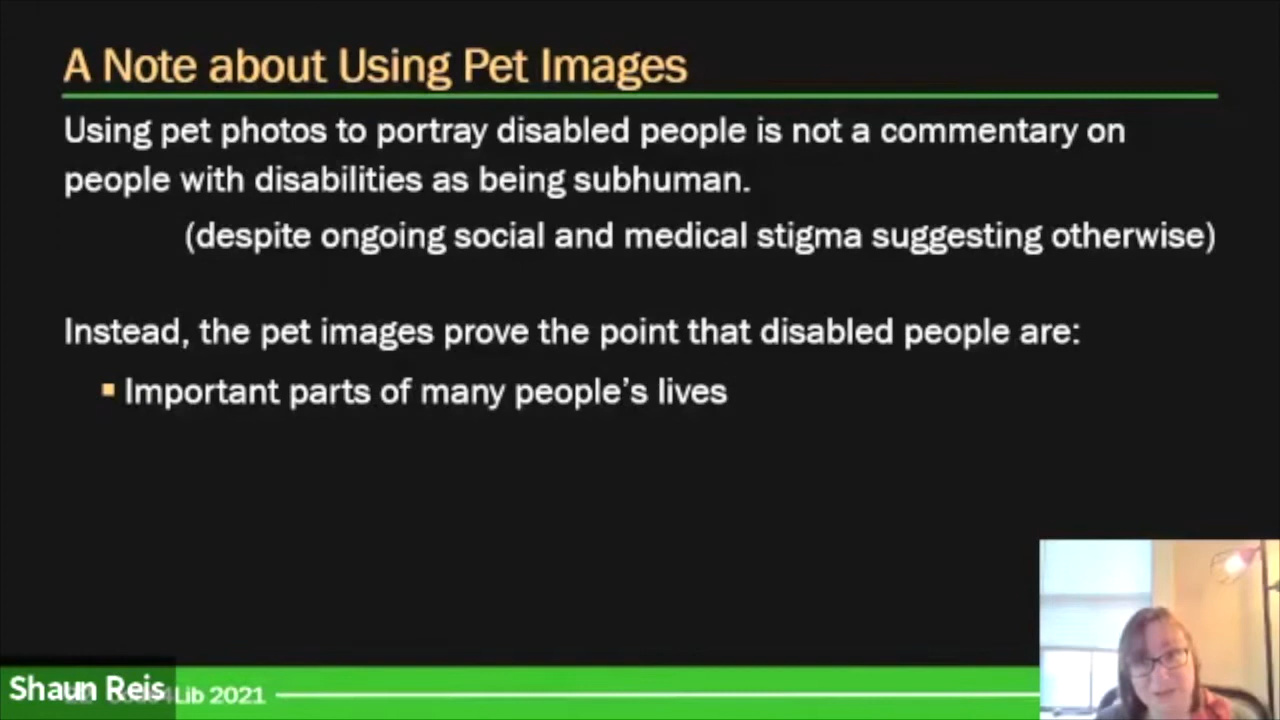 A Note about Using Pet Images
Using pet photos to portray disabled people is not a commentary on
people with disabilities as being subhuman.
(despite ongoing social and medical stigma suggesting otherwise)
Instead, the pet images prove the point that disabled people are:
▪ Important parts of many people's lives
Shaun Reis
4Lib 2021